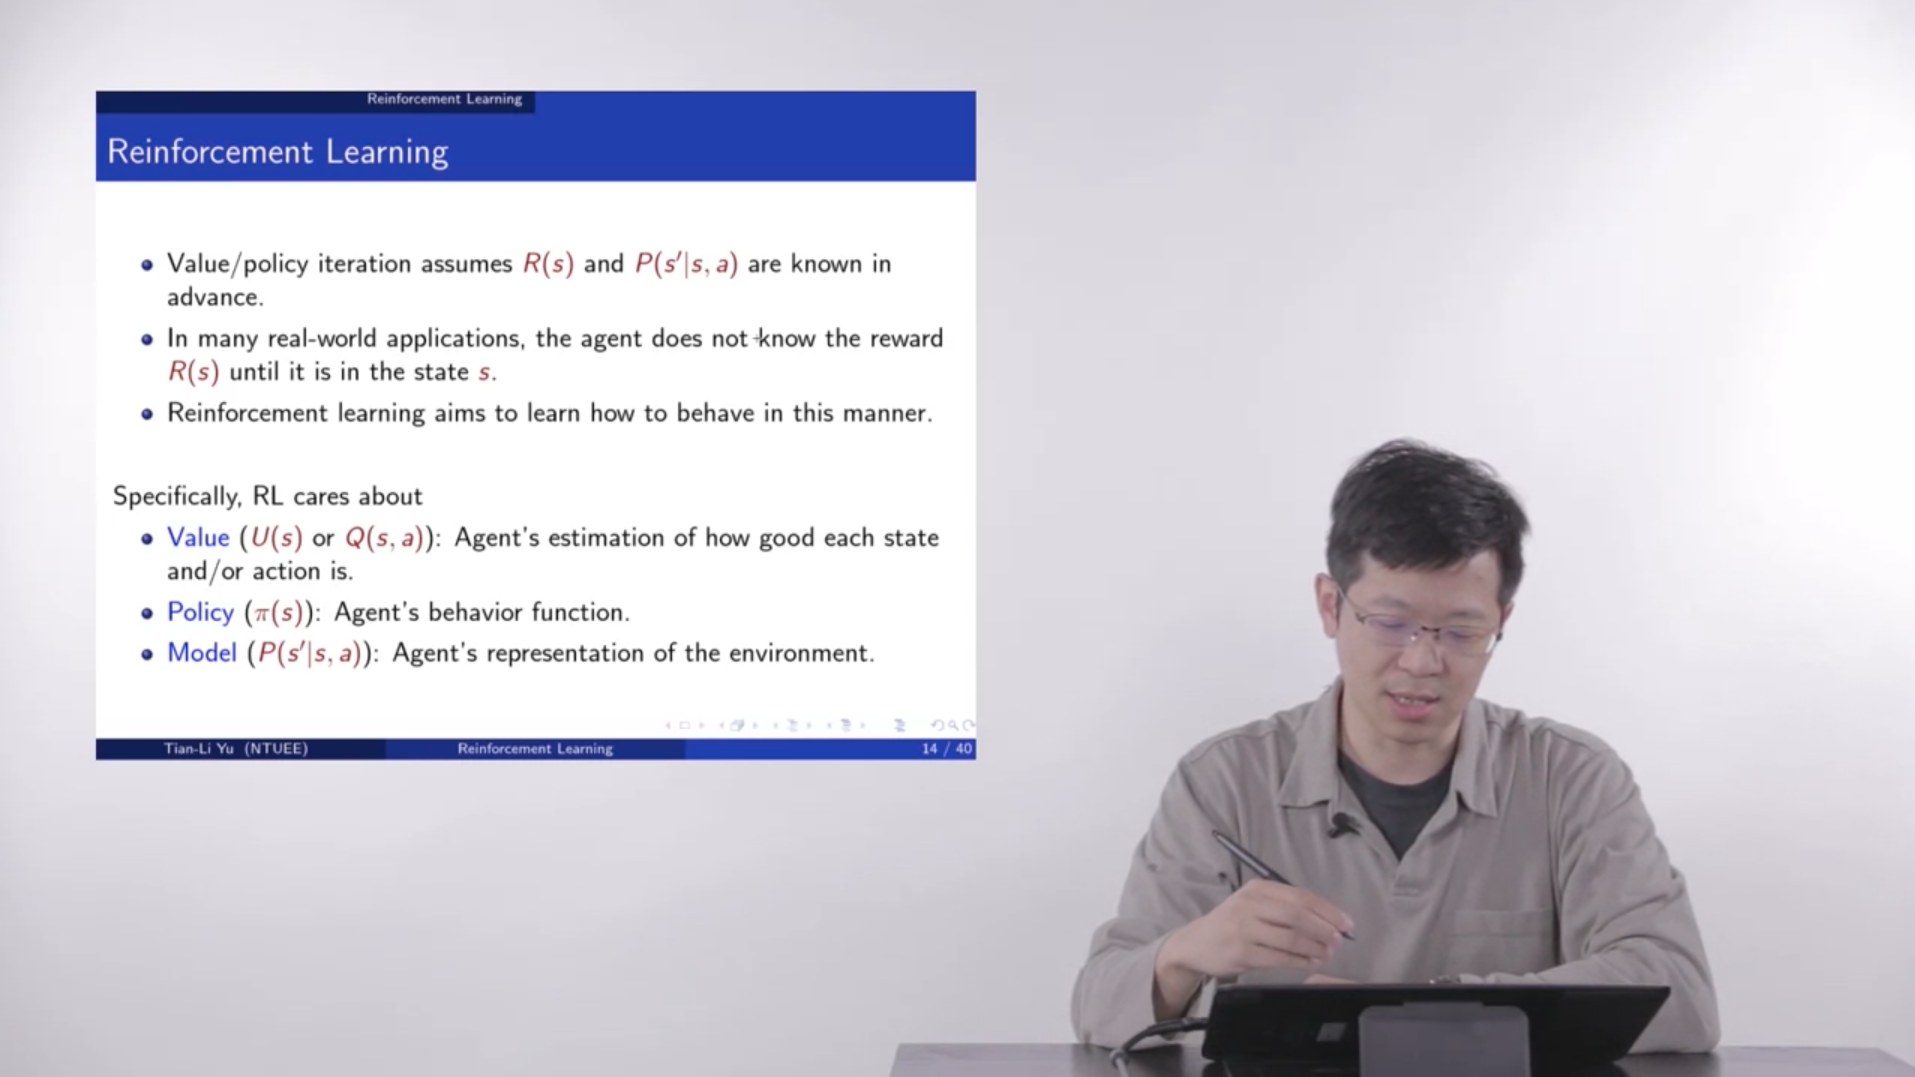 Reinforcement Learning
Reinforcement Learning
Value/policy iteration assumes R(s) and P(s′|s, a) are known in
advance.
In many real-world applications, the agent does not know the reward
R(s) until it is in the state s.
Reinforcement learning aims to learn how to behave in this manner.
Specifically, RL cares about
Value (U(s) or Q(s, a)): Agent's estimation of how good each state
and/or action is.
Policy (π(s)): Agent's behavior function.
Model (P(s′|s, a)): Agent's representation of the environment.
Tian-Li Yu (NTUEE) Reinforcement Learning 14 / 40